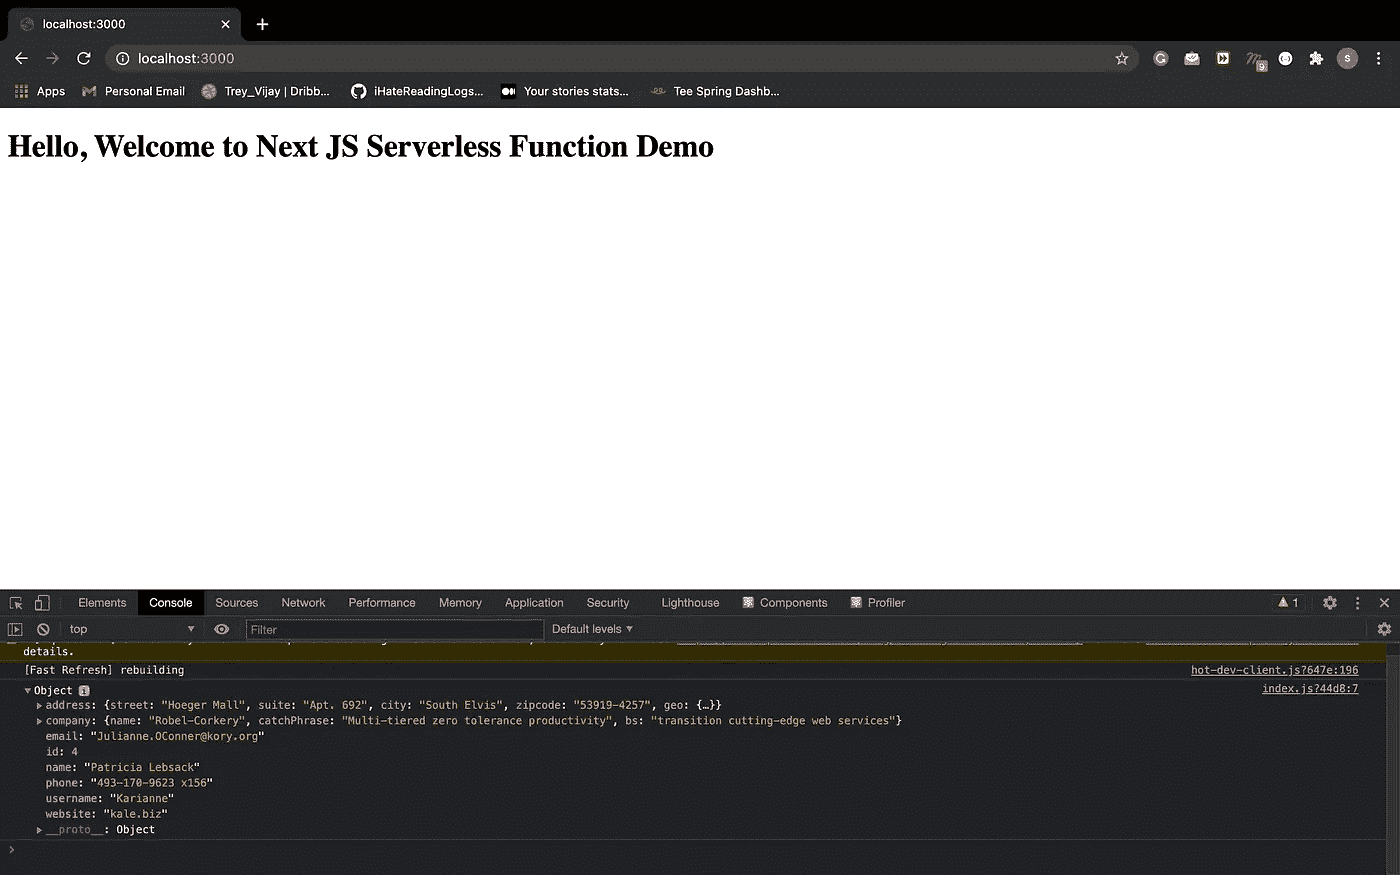 localhost:3000
localhost:3000
9
S
Apps Personal Email Trey_Vijay | Dribb... iHateReadingLogs... Your stories stats... Tee Spring Dashb...
Hello, Welcome to Next JS Serverless Function Demo
Elements Console Sources Network Performance Memory Application Security Lighthouse Components Profiler 1
top Filter Default levels
details.
[Fast Refresh] rebuilding hot-dev-client.js?647e:196
Object i index.js?44d8:7
address: {street: "Hoeger Mall", suite: "Apt. 692", city: "South Elvis", zipcode: "53919-4257", geo: {…}}
company: {name: "Robel-Corkery", catchPhrase: "Multi-tiered zero tolerance productivity", bs: "transition cutting-edge web services"}
email: "Julianne.OConner@kory.org"
id: 4
name: "Patricia Lebsack"
phone: "493-170-9623 x156"
username: "Karianne"
website: "kale.biz"
__proto__: Object